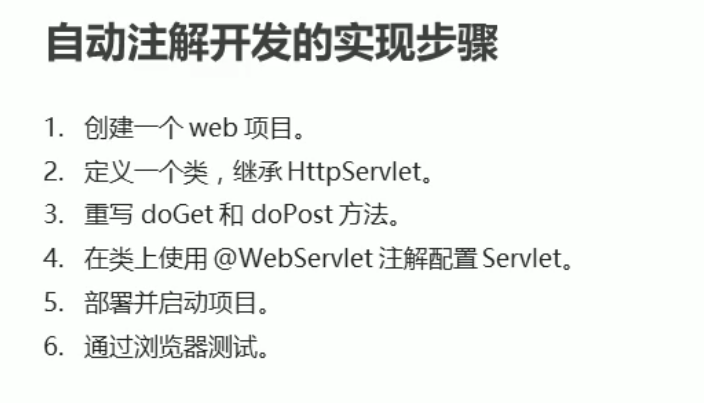 自动注解开发的实现步骤
1. 创建一个 web 项目。
2. 定义一个类，继承 HttpServlet。
3. 重写 doGet 和 doPost 方法。
4. 在类上使用 @WebServlet 注解配置 Servlet。
5. 部署并启动项目。
6. 通过浏览器测试。